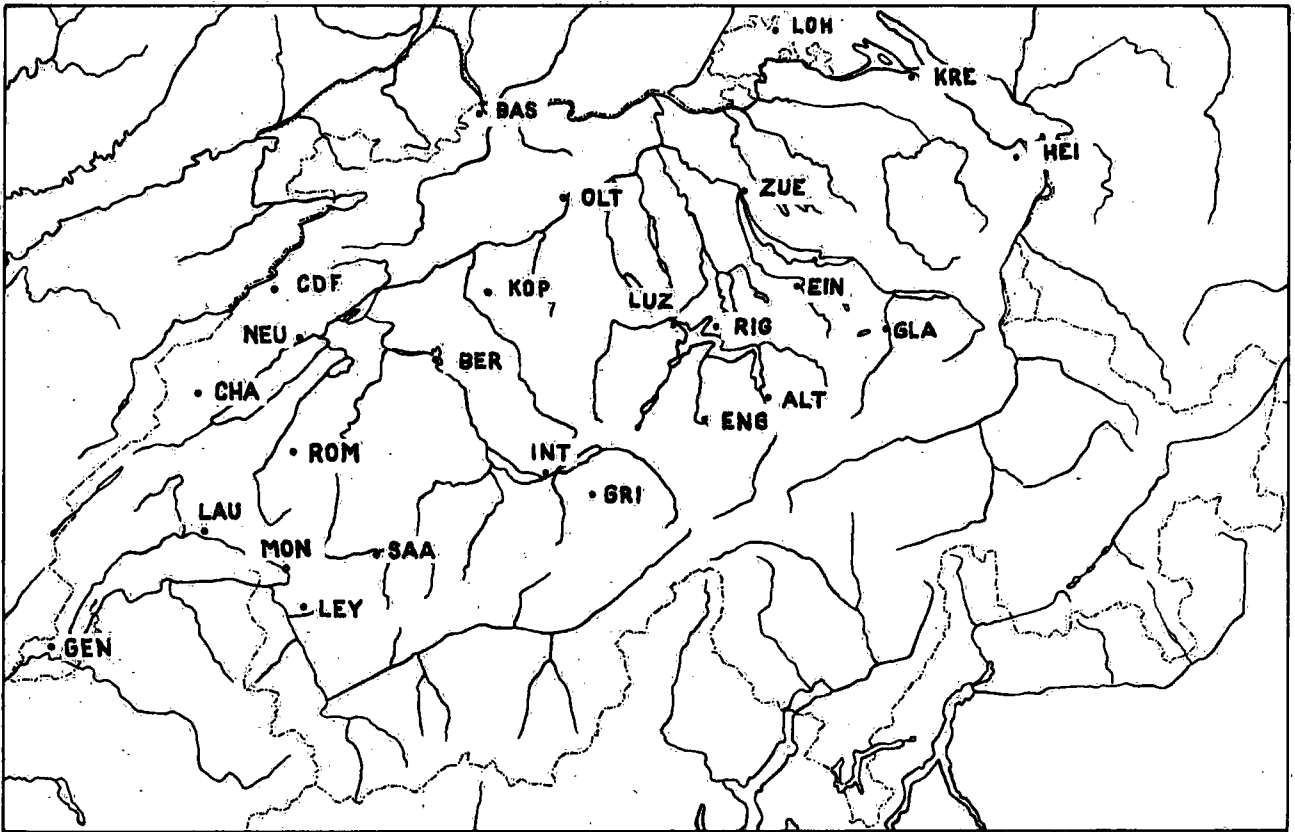 LOH
KRE
BAS
HEI
OLT
ZUE
CDF
KOP
EIN
LUZ
NEU
RIG
GLA
BER
CHA
ALT
ENG
ROM
INT
GRI
LAU
MON
SAA
LEY
GEN